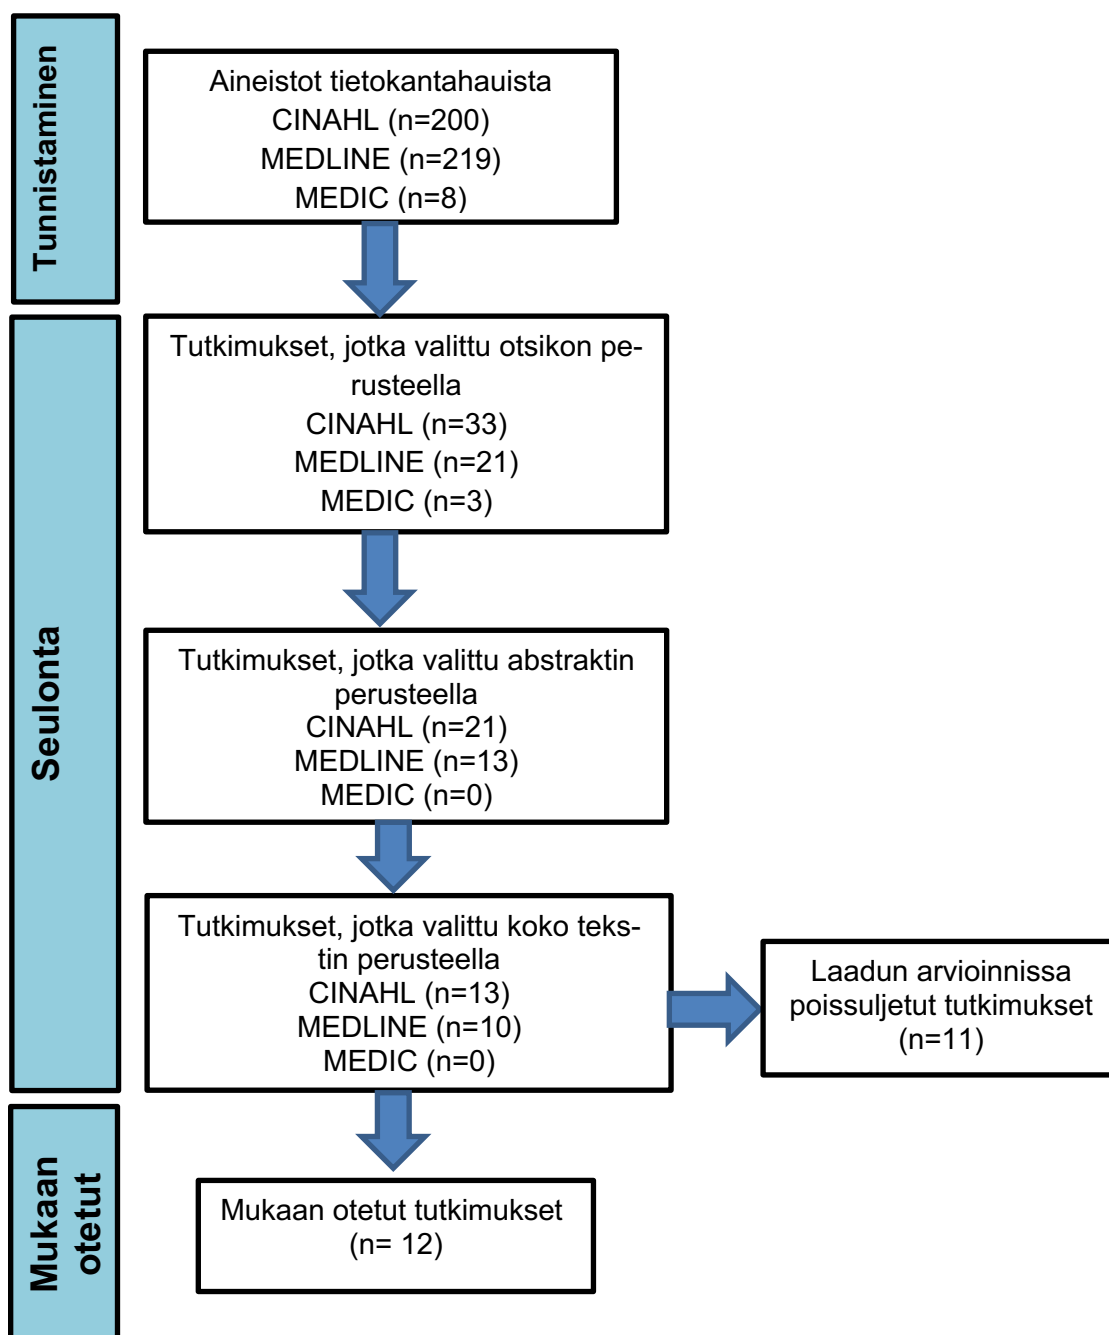 Tunnistaminen
Aineistot tietokantahauista
CINAHL (n=200)
MEDLINE (n=219)
MEDIC (n=8)
Seulonta
Tutkimukset, jotka valittu otsikon pe-
rusteella
CINAHL (n=33)
MEDLINE (n=21)
MEDIC (n=3)
Tutkimukset, jotka valittu abstraktin
perusteella
CINAHL (n=21)
MEDLINE (n=13)
MEDIC (n=0)
Tutkimukset, jotka valittu koko teks-
tin perusteella
CINAHL (n=13)
MEDLINE (n=10)
MEDIC (n=0)
Laadun arvioinnissa
poissuljetut tutkimukset
(n=11)
Mukaan
otetut
Mukaan otetut tutkimukset
(n= 12)